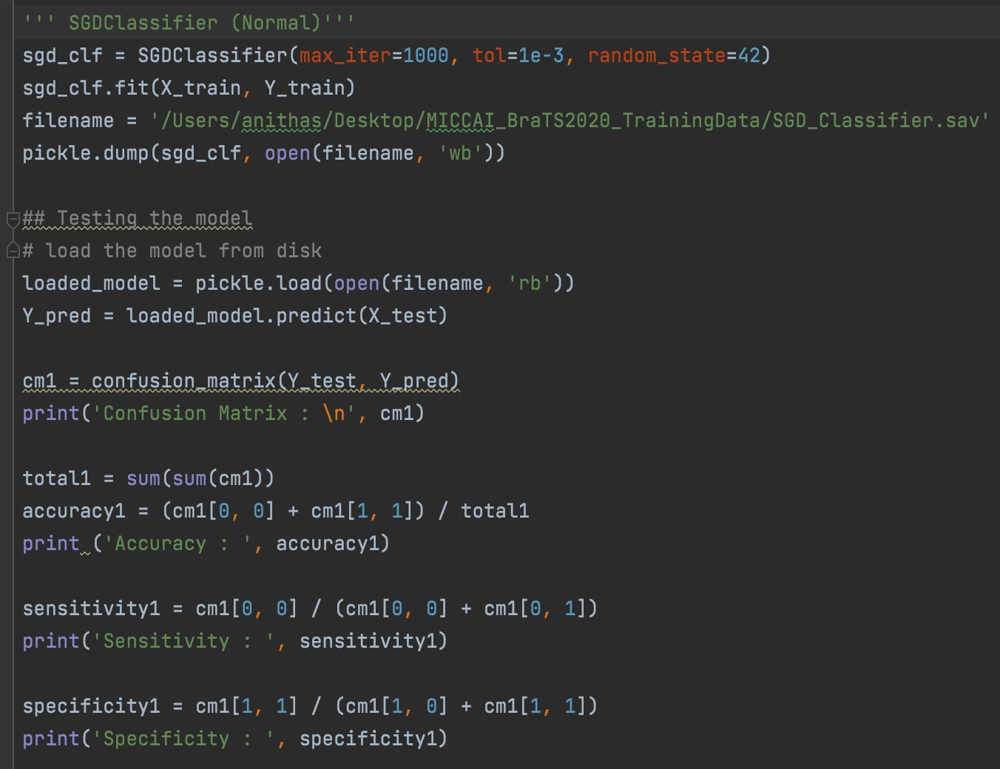 ''' SGDClassifier (Normal)'''
sgd_clf = SGDClassifier(max_iter=1000, tol=1e-3, random_state=42)
sgd_clf.fit(X_train, Y_train)
filename = '/Users/anithas/Desktop/MICCAI_BraTS2020_TrainingData/SGD_Classifier.sav'
pickle.dump(sgd_clf, open(filename, 'wb'))
## Testing the model
# load the model from disk
loaded_model = pickle.load(open(filename, 'rb'))
Y_pred = loaded_model.predict(X_test)
cm1 = confusion_matrix(Y_test, Y_pred)
print('Confusion Matrix : \n', cm1)
total1 = sum(sum(cm1))
accuracy1 = (cm1[0, 0] + cm1[1, 1]) / total1
print ('Accuracy : ', accuracy1)
sensitivity1 = cm1[0, 0] / (cm1[0, 0] + cm1[0, 1])
print('Sensitivity : ', sensitivity1)
specificity1 = cm1[1, 1] / (cm1[1, 0] + cm1[1, 1])
print('Specificity : ', specificity1)